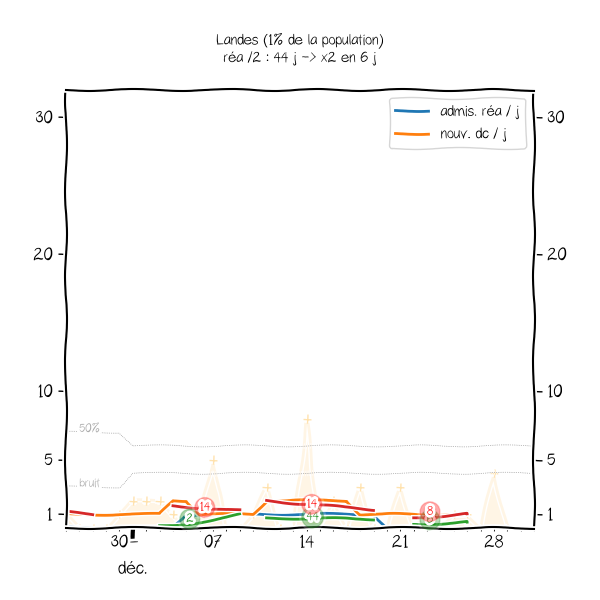 Landes (1% de la population)
réa /2 : 44 j -> x2 en 6 j
admis. réa / j
nouv. dc / j
30 30
20 20
10 10
50%
5 5
bruit
14 14 8
2 44 8
1 1
30 07 14 21 28
déc.